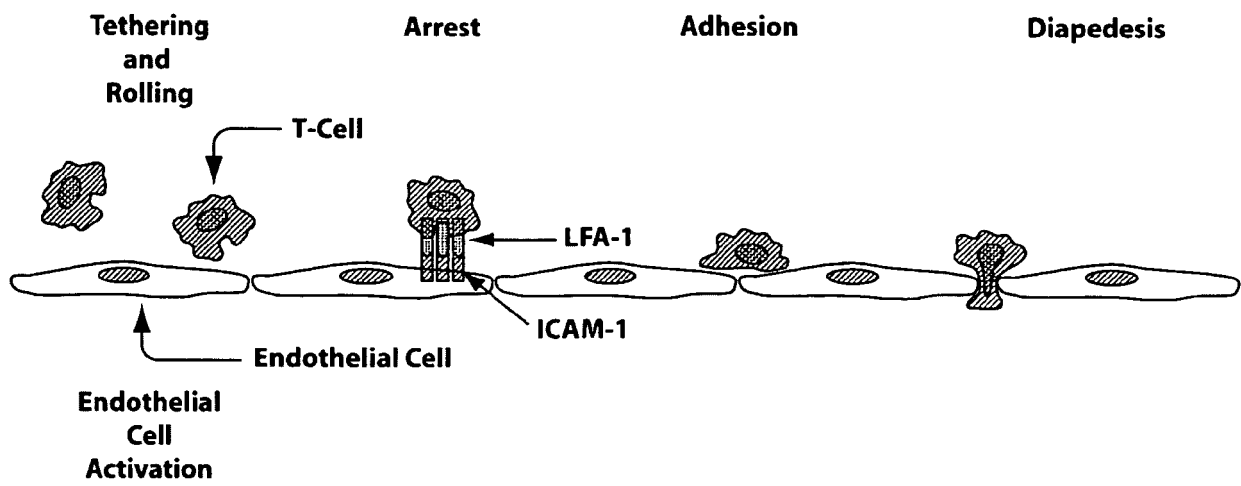 Tethering
and
Rolling
Arrest
Adhesion
Diapedesis
T-Cell
LFA-1
ICAM-1
Endothelial Cell
Endothelial
Cell
Activation